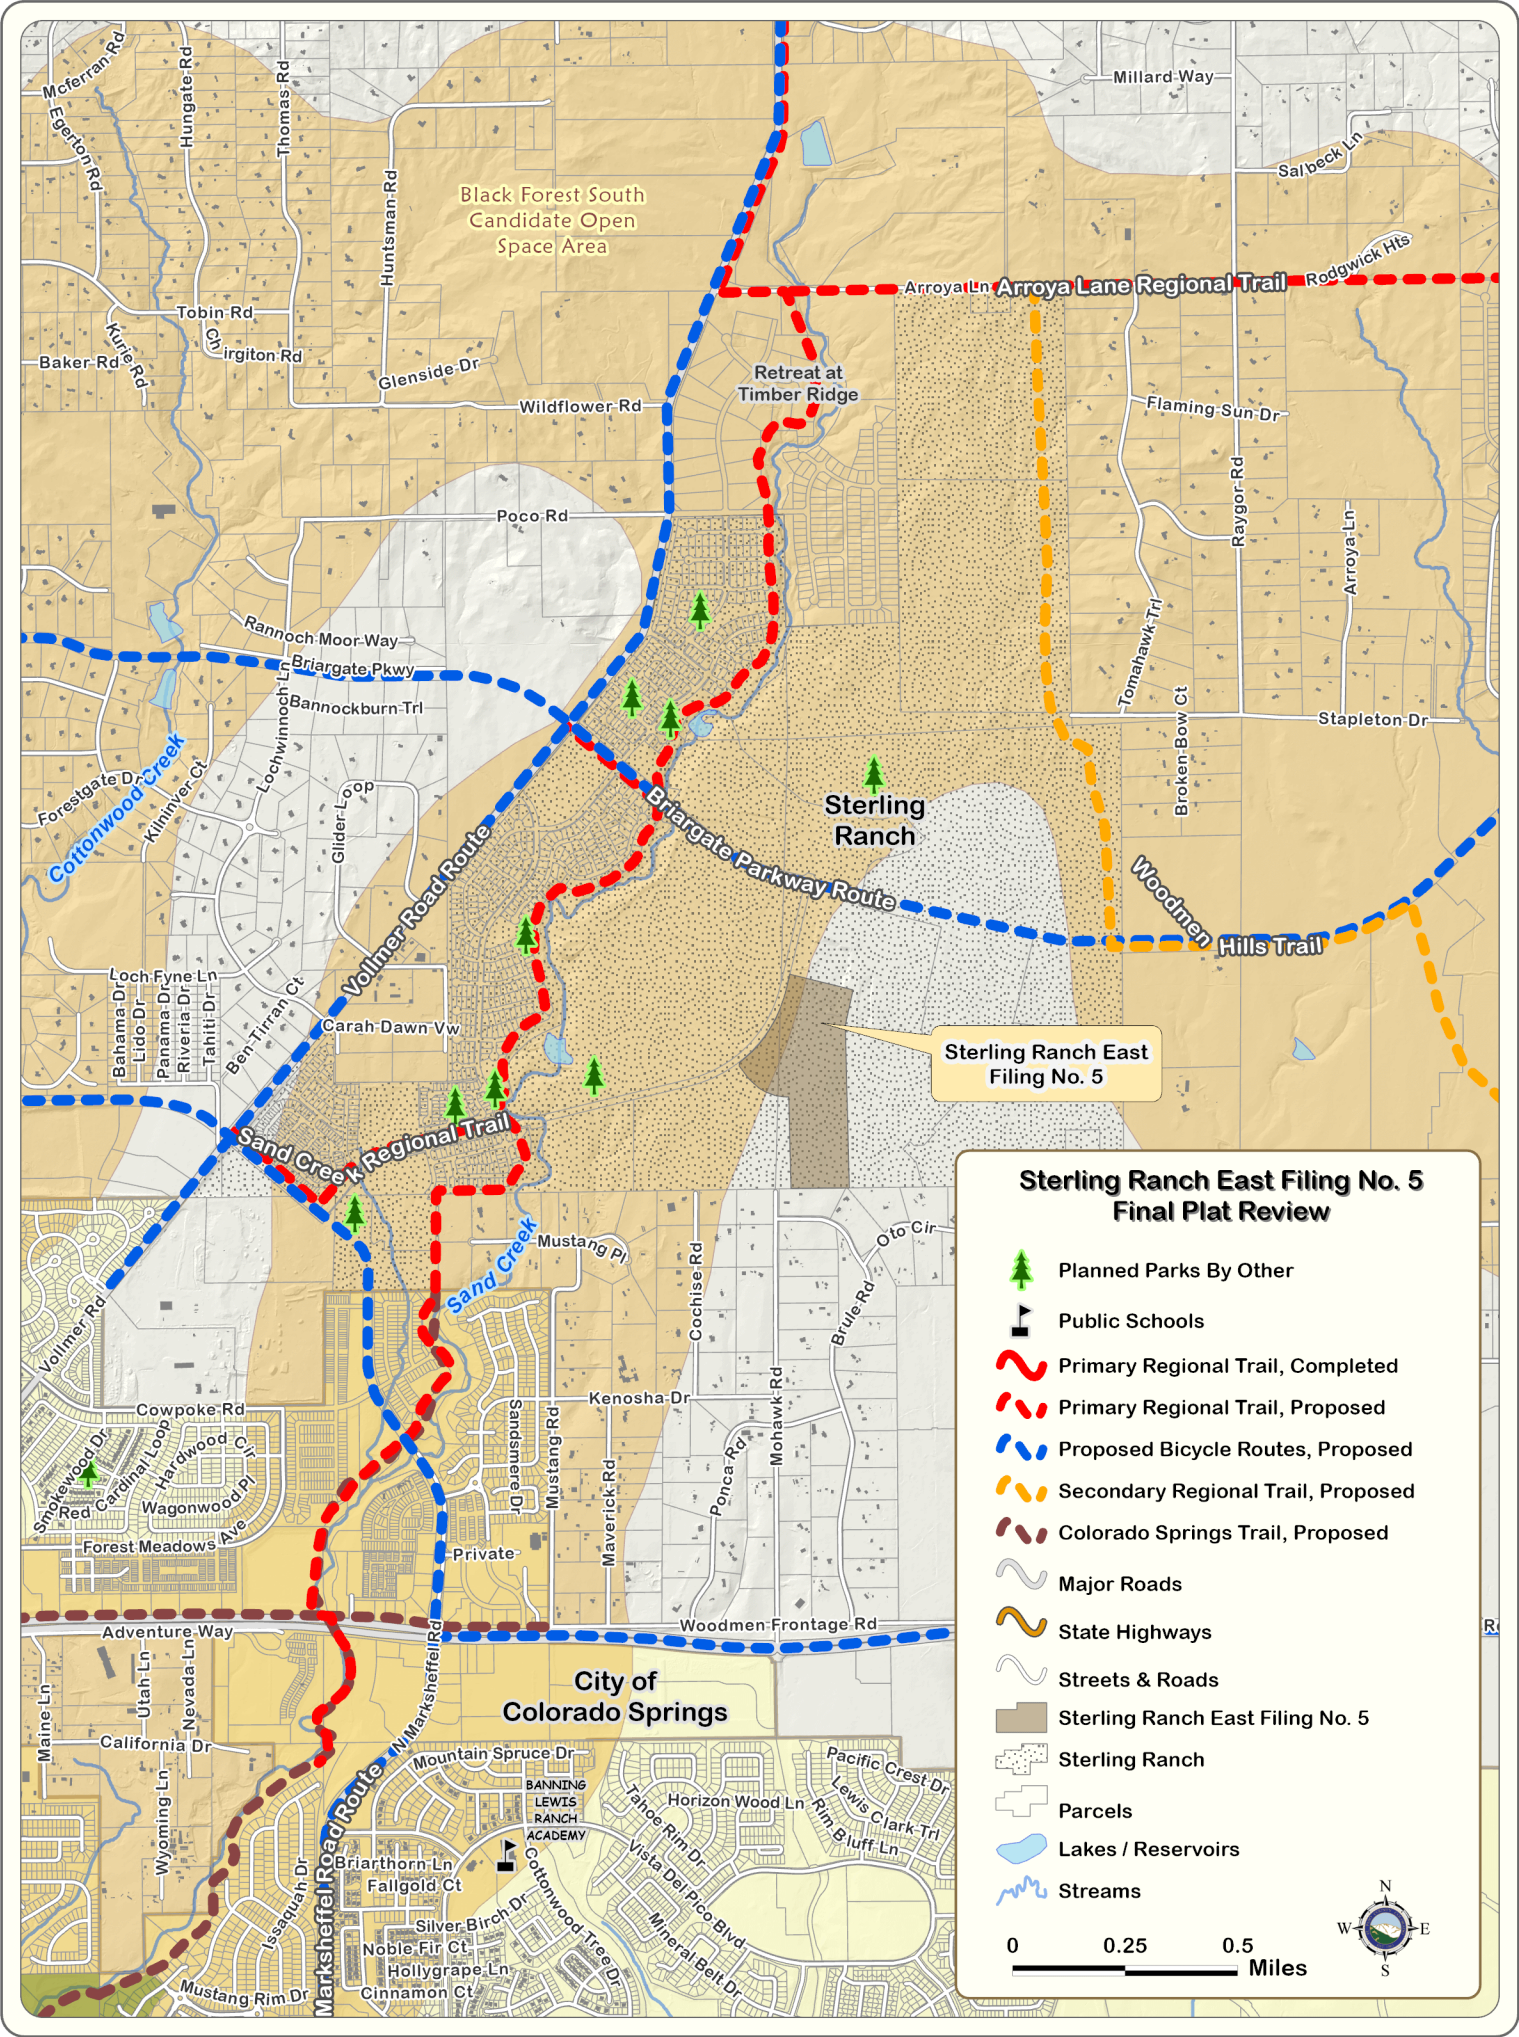 Mcferran Rd
Egerton Rd
Hungate Rd
Thomas Rd
Huntsman Rd
Millard Way
Salbeck Ln
Black Forest South
Candidate Open
Space Area
Rodgwick Hts
Arroya Ln
Arroya Lane Regional Trail
Tobin Rd
Kurie Rd
Chirgiton Rd
Baker Rd
Glenside Dr
Wildflower Rd
Retreat at
Timber Ridge
Flaming Sun Dr
Raygor Rd
Poco Rd
Arroya Ln
Tomahawk Trl
Rannoch Moor Way
Briargate Pkwy
Bannockburn Trl
Lochwinnoch Ln
Stapleton Dr
Broken Bow Ct
Cottonwood Creek
Forestgate Dr
Kilninver Ct
Glider Loop
Sterling
Ranch
Briargate Parkway Route
Vollmer Road Route
Woodmen
Hills Trail
Loch Fyne Ln
Bahama Dr
Lido Dr
Panama Dr
Riveria Dr
Tahiti Dr
Ben Tirran Ct
Carah Dawn Vw
Sterling Ranch East
Filing No. 5
Sand Creek Regional Trail
Sand Creek
Mustang Pl
Oto Cir
Cochise Rd
Brule Rd
Vollmer Rd
Cowpoke Rd
Kenosha Dr
Mohawk Rd
Sandsmere Dr
Mustang Rd
Maverick Rd
Ponca Rd
Smokewood Dr
Red Cardinal Loop
Hardwood Cir
Wagonwood Pl
Forest Meadows Ave
Private
Adventure Way
Woodmen Frontage Rd
Rd
N Marksheffel Rd
City of
Colorado Springs
Maine Ln
Utah Ln
Nevada Ln
California Dr
Wyoming Ln
Mountain Spruce Dr
BANNING
LEWIS
RANCH
ACADEMY
Pacific Crest Dr
Lewis Clark Trl
Horizon Wood Ln
Rim Bluff Ln
Tahoe Rim Dr
Vista Del Pico Blvd
Mineral Belt Dr
Marksheffel Road Route
Briarthorn Ln
Fallgold Ct
Cottonwood Tree Dr
Silver Birch Dr
Issaquah Dr
Noble Fir Ct
Hollygrape Ln
Cinnamon Ct
Mustang Rim Dr
Sterling Ranch East Filing No. 5
Final Plat Review
Planned Parks By Other
Public Schools
Primary Regional Trail, Completed
Primary Regional Trail, Proposed
Proposed Bicycle Routes, Proposed
Secondary Regional Trail, Proposed
Colorado Springs Trail, Proposed
Major Roads
State Highways
Streets & Roads
Sterling Ranch East Filing No. 5
Sterling Ranch
Parcels
Lakes / Reservoirs
Streams
N
W E
S
0 0.25 0.5
Miles